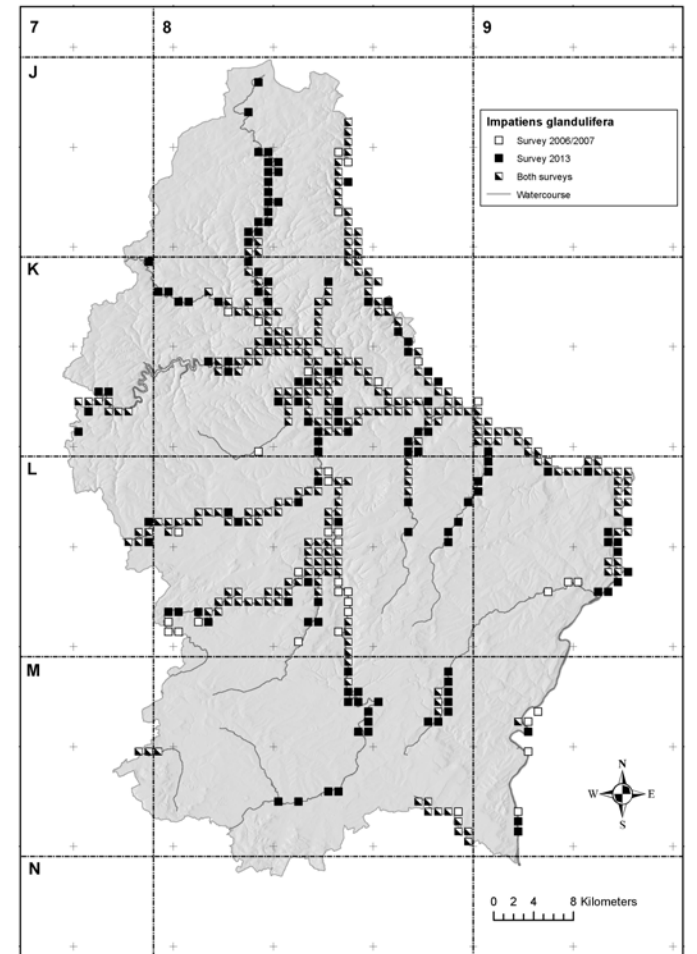 7 8 9
J
Impatiens glandulifera
Survey 2006/2007
Survey 2013
Both surveys
Watercourse
K
L
M
N
W E
S
N
0 2 4 8 Kilometers